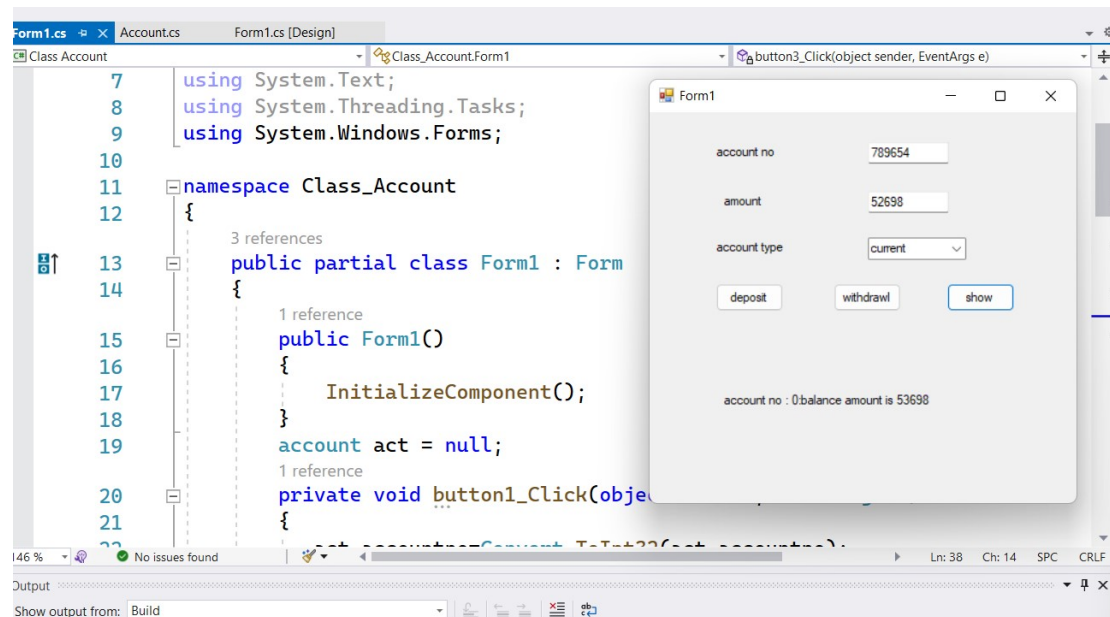 Form1.cs Account.cs Form1.cs [Design]
C# Class Account Class_Account.Form1 button3_Click(object sender, EventArgs e)
7 using System.Text;
8 using System.Threading.Tasks;
9 using System.Windows.Forms;
10
11 namespace Class_Account
12 {
3 references
13 public partial class Form1 : Form
14 {
1 reference
15 public Form1()
16 {
17 InitializeComponent();
18 }
19 account act = null;
1 reference
20 private void button1_Click(obje
21 {
Form1
account no 789654
amount 52698
account type current
deposit withdrawl show
account no : 0:balance amount is 53698
146 % No issues found Ln: 38 Ch: 14 SPC CRLF
Output
Show output from: Build